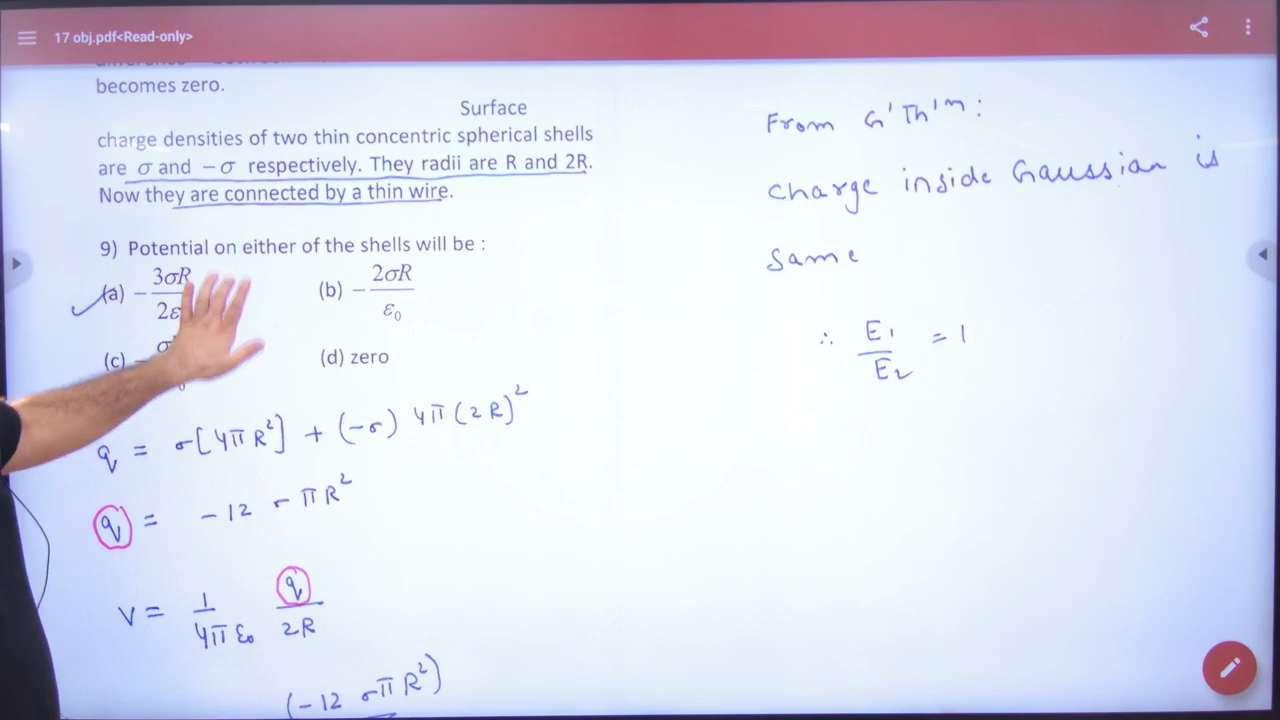 17 obj.pdf<Read-only>
becomes zero.
Surface
charge densities of two thin concentric spherical shells
are σ and −σ respectively. They radii are R and 2R.
Now they are connected by a thin wire.
9) Potential on either of the shells will be :
(a) − 3σR / 2ε
(b) − 2σR / ε₀
(c) −
(d) zero
q = σ[4πR²] + (−σ) 4π(2R)²
q = −12 σ πR²
V = 1/4πε₀ q/2R
(−12 σπR²)
From G'Th'm:
charge inside Gaussian is
Same
∴ E₁/E₂ = 1